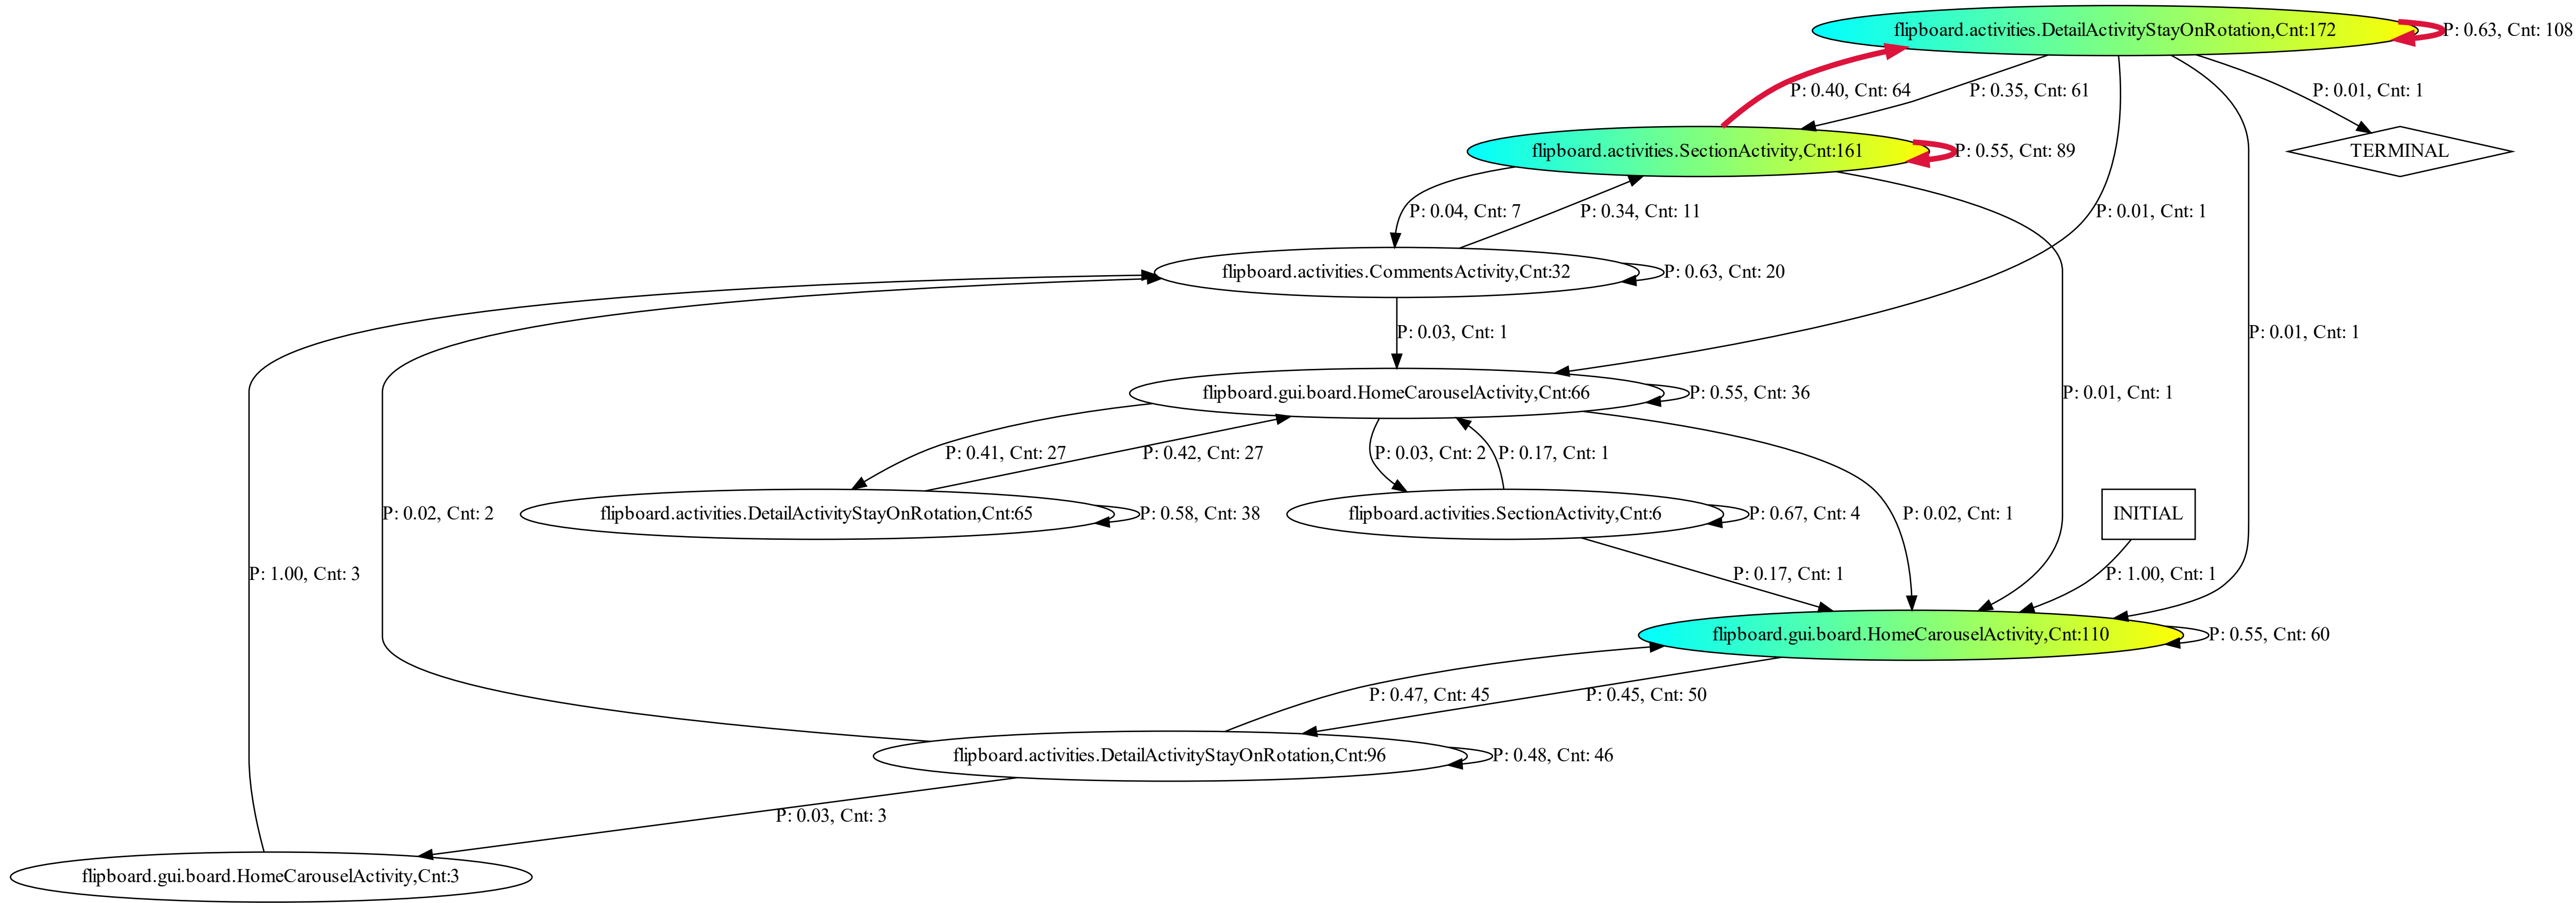 flipboard.activities.DetailActivityStayOnRotation,Cnt:172
P: 0.63, Cnt: 108
P: 0.40, Cnt: 64
P: 0.35, Cnt: 61
P: 0.01, Cnt: 1
flipboard.activities.SectionActivity,Cnt:161
P: 0.55, Cnt: 89
TERMINAL
P: 0.04, Cnt: 7
P: 0.34, Cnt: 11
P: 0.01, Cnt: 1
flipboard.activities.CommentsActivity,Cnt:32
P: 0.63, Cnt: 20
P: 0.03, Cnt: 1
P: 0.01, Cnt: 1
flipboard.gui.board.HomeCarouselActivity,Cnt:66
P: 0.55, Cnt: 36
P: 0.01, Cnt: 1
P: 0.41, Cnt: 27
P: 0.42, Cnt: 27
P: 0.03, Cnt: 2
P: 0.17, Cnt: 1
P: 0.02, Cnt: 2
flipboard.activities.DetailActivityStayOnRotation,Cnt:65
P: 0.58, Cnt: 38
flipboard.activities.SectionActivity,Cnt:6
P: 0.67, Cnt: 4
P: 0.02, Cnt: 1
INITIAL
P: 1.00, Cnt: 3
P: 0.17, Cnt: 1
P: 1.00, Cnt: 1
flipboard.gui.board.HomeCarouselActivity,Cnt:110
P: 0.55, Cnt: 60
P: 0.47, Cnt: 45
P: 0.45, Cnt: 50
flipboard.activities.DetailActivityStayOnRotation,Cnt:96
P: 0.48, Cnt: 46
P: 0.03, Cnt: 3
flipboard.gui.board.HomeCarouselActivity,Cnt:3